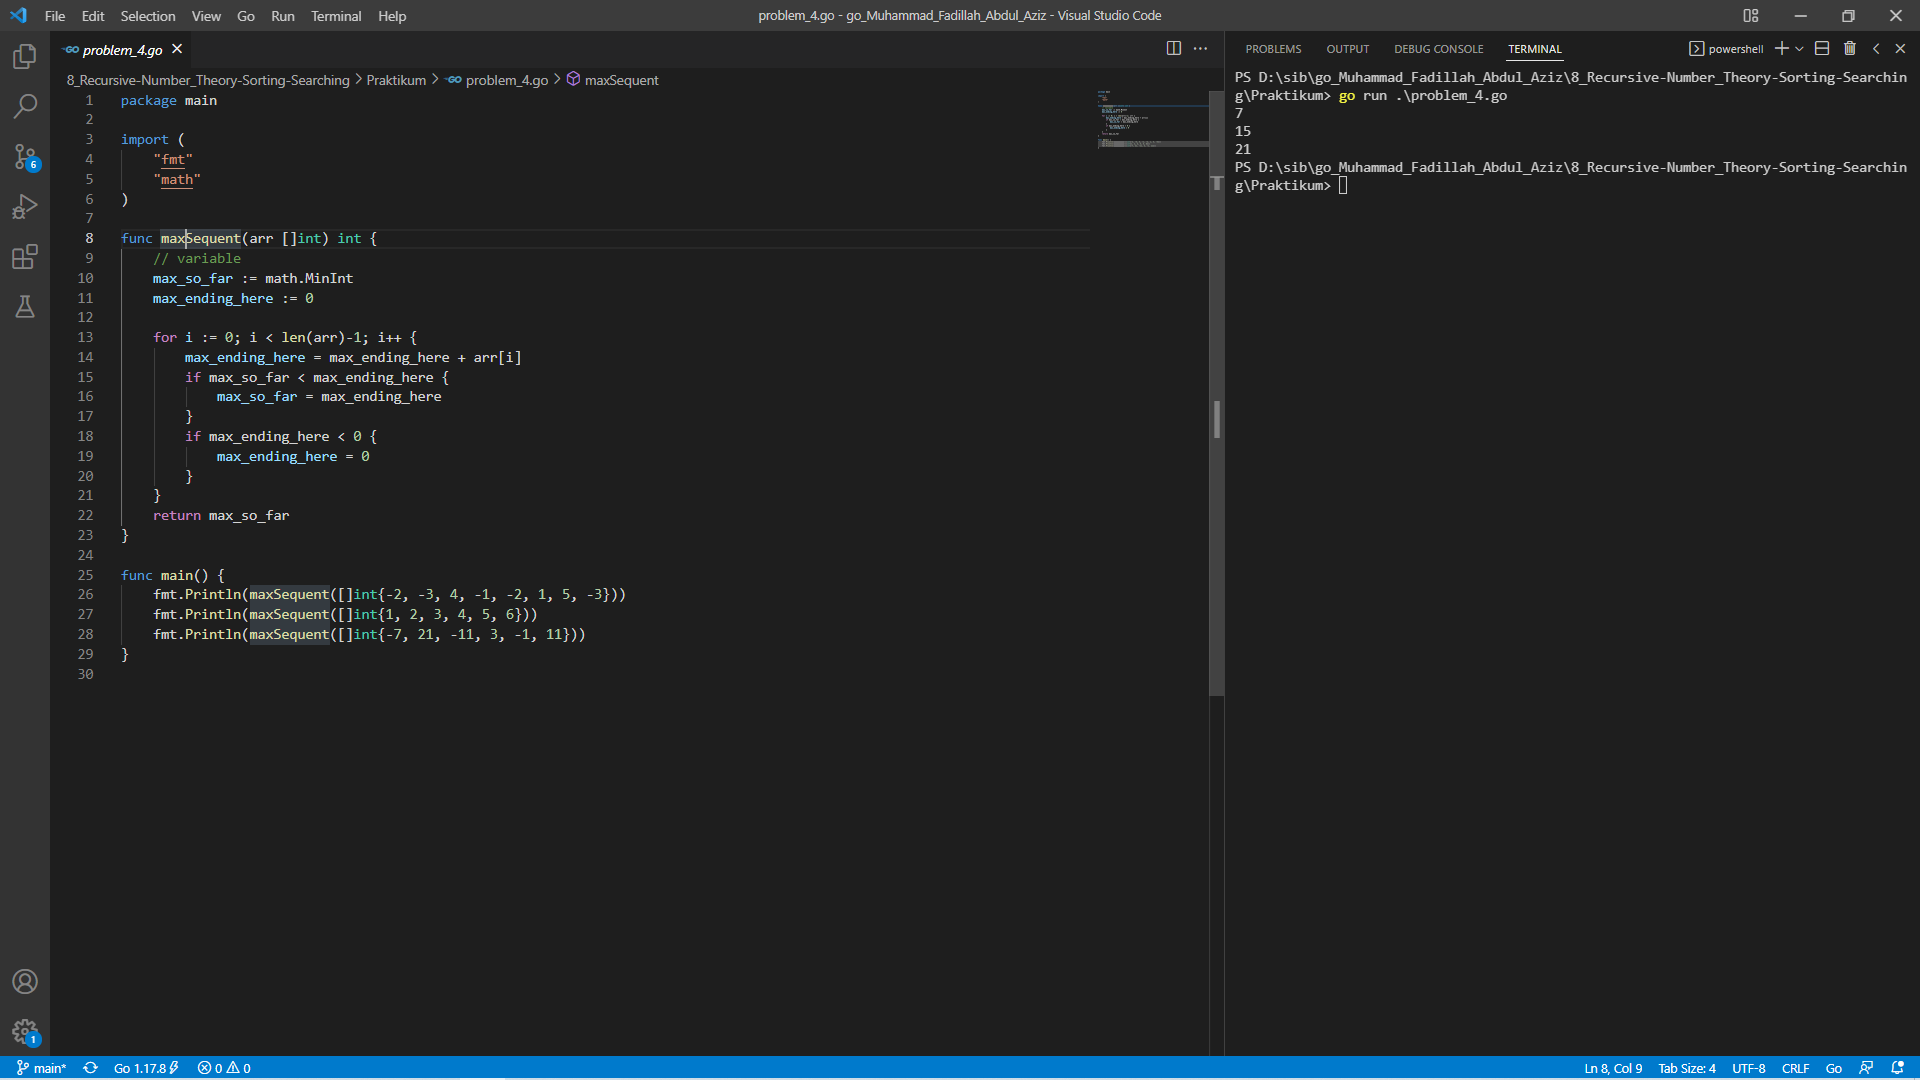 File Edit Selection View Go Run Terminal Help
problem_4.go - go_Muhammad_Fadillah_Abdul_Aziz - Visual Studio Code
problem_4.go
8_Recursive-Number_Theory-Sorting-Searching > Praktikum > problem_4.go > maxSequent
1 package main
2
3 import (
4     "fmt"
5     "math"
6 )
7
8 func maxSequent(arr []int) int {
9     // variable
10     max_so_far := math.MinInt
11     max_ending_here := 0
12
13     for i := 0; i < len(arr)-1; i++ {
14         max_ending_here = max_ending_here + arr[i]
15         if max_so_far < max_ending_here {
16             max_so_far = max_ending_here
17         }
18         if max_ending_here < 0 {
19             max_ending_here = 0
20         }
21     }
22     return max_so_far
23 }
24
25 func main() {
26     fmt.Println(maxSequent([]int{-2, -3, 4, -1, -2, 1, 5, -3}))
27     fmt.Println(maxSequent([]int{1, 2, 3, 4, 5, 6}))
28     fmt.Println(maxSequent([]int{-7, 21, -11, 3, -1, 11}))
29 }
30
PROBLEMS OUTPUT DEBUG CONSOLE TERMINAL
powershell
PS D:\sib\go_Muhammad_Fadillah_Abdul_Aziz\8_Recursive-Number_Theory-Sorting-Searchin
g\Praktikum> go run .\problem_4.go
7
15
21
PS D:\sib\go_Muhammad_Fadillah_Abdul_Aziz\8_Recursive-Number_Theory-Sorting-Searchin
g\Praktikum>
6
1
main* Go 1.17.8 0 0
Ln 8, Col 9 Tab Size: 4 UTF-8 CRLF Go